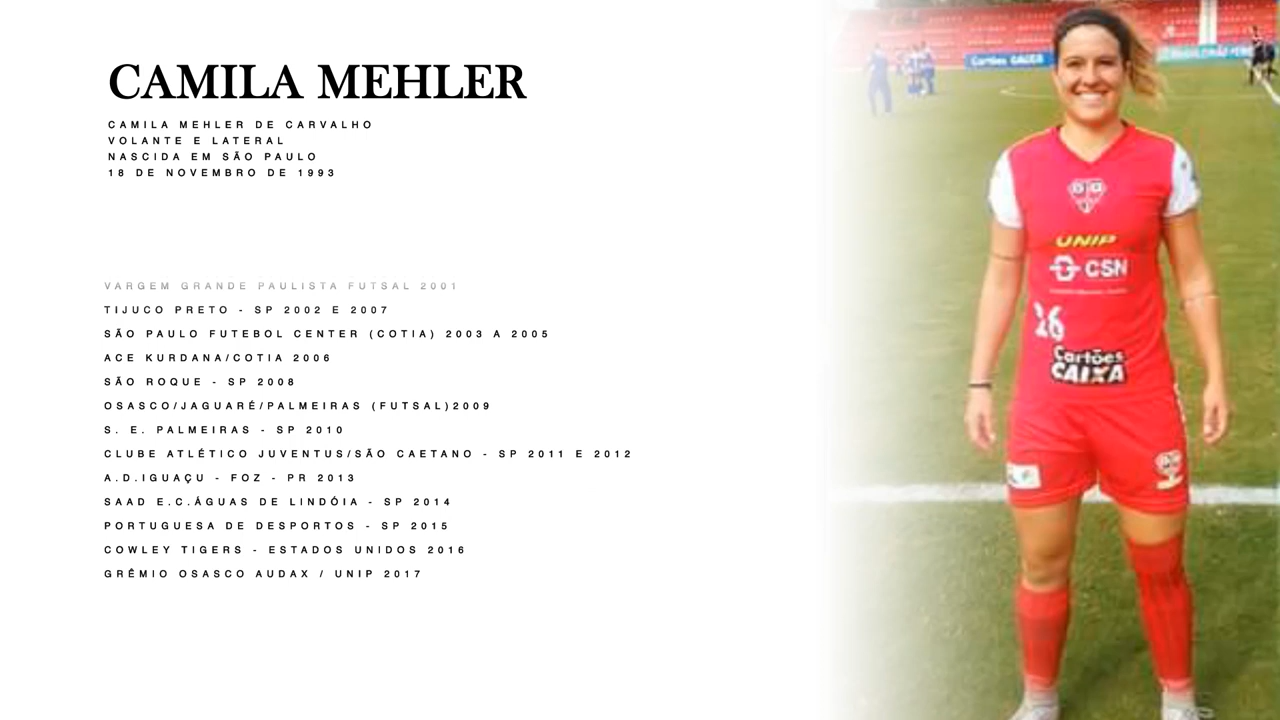 CAMILA MEHLER
CAMILA MEHLER DE CARVALHO
VOLANTE E LATERAL
NASCIDA EM SÃO PAULO
18 DE NOVEMBRO DE 1993
VARGEM GRANDE PAULISTA FUTSAL 2001
TIJUCO PRETO - SP 2002 E 2007
SÃO PAULO FUTEBOL CENTER (COTIA) 2003 A 2005
ACE KURDANA/COTIA 2006
SÃO ROQUE - SP 2008
OSASCO/JAGUARÉ/PALMEIRAS (FUTSAL)2009
S. E. PALMEIRAS - SP 2010
CLUBE ATLÉTICO JUVENTUS/SÃO CAETANO - SP 2011 E 2012
A.D.IGUAÇU - FOZ - PR 2013
SAAD E.C.ÁGUAS DE LINDÓIA - SP 2014
PORTUGUESA DE DESPORTOS - SP 2015
COWLEY TIGERS - ESTADOS UNIDOS 2016
GRÊMIO OSASCO AUDAX / UNIP 2017
Cartões CAIXA
UNIP
CSN
16
Cartões
CAIXA